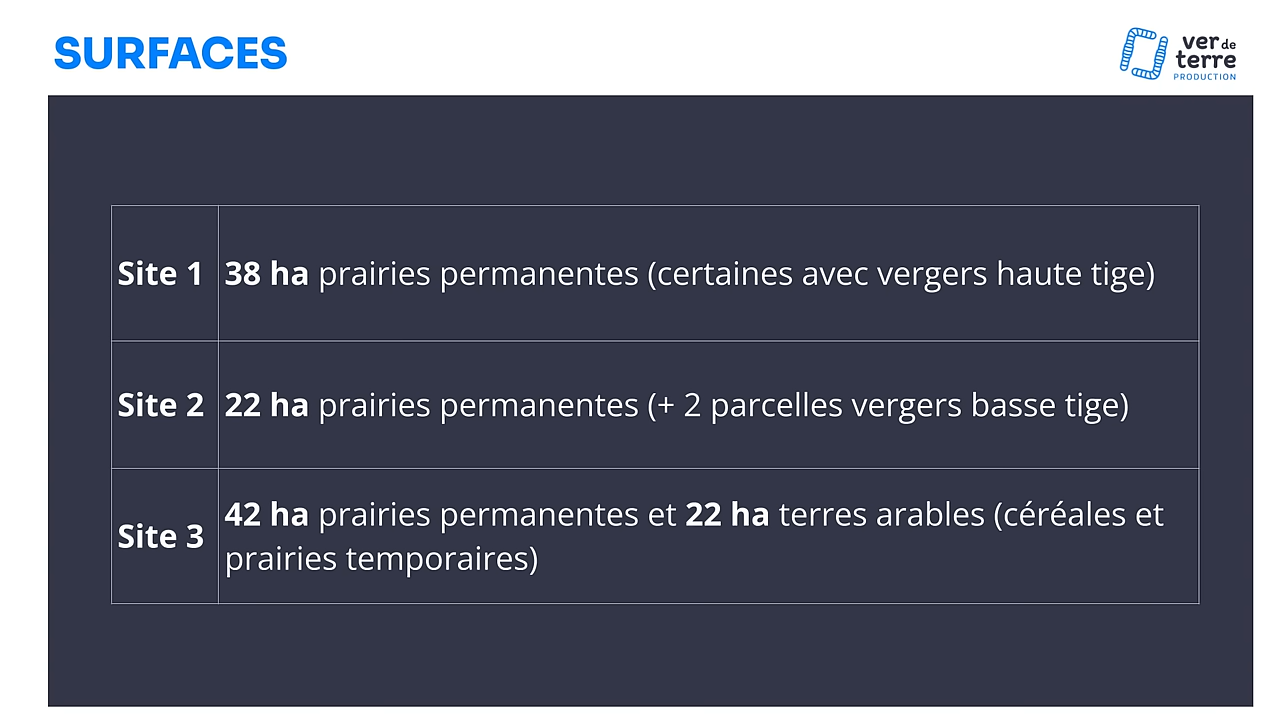 SURFACES
ver de
terre
PRODUCTION
Site 1
38 ha prairies permanentes (certaines avec vergers haute tige)
Site 2
22 ha prairies permanentes (+ 2 parcelles vergers basse tige)
Site 3
42 ha prairies permanentes et 22 ha terres arables (céréales et
prairies temporaires)